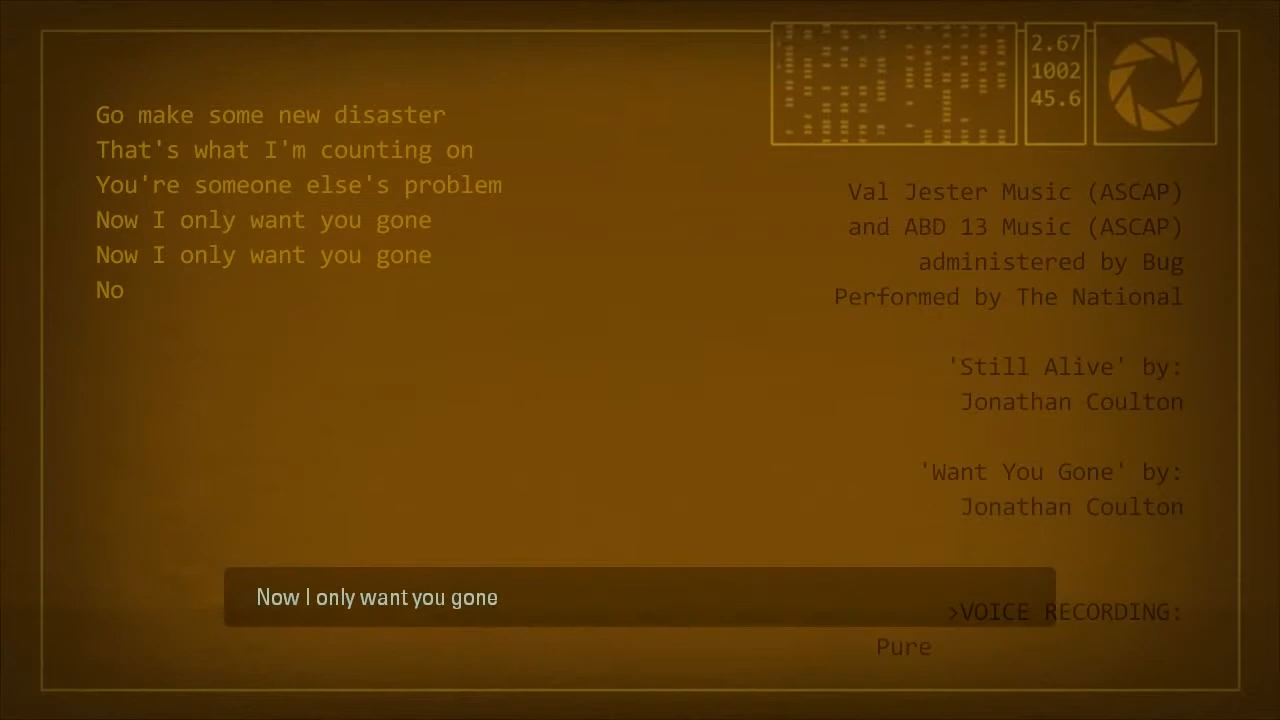 2.67
1002
45.6
Go make some new disaster
That's what I'm counting on
You're someone else's problem
Now I only want you gone
Now I only want you gone
No
Val Jester Music (ASCAP)
and ABD 13 Music (ASCAP)
administered by Bug
Performed by The National
'Still Alive' by:
Jonathan Coulton
'Want You Gone' by:
Jonathan Coulton
>VOICE RECORDING:
Pure
Now I only want you gone